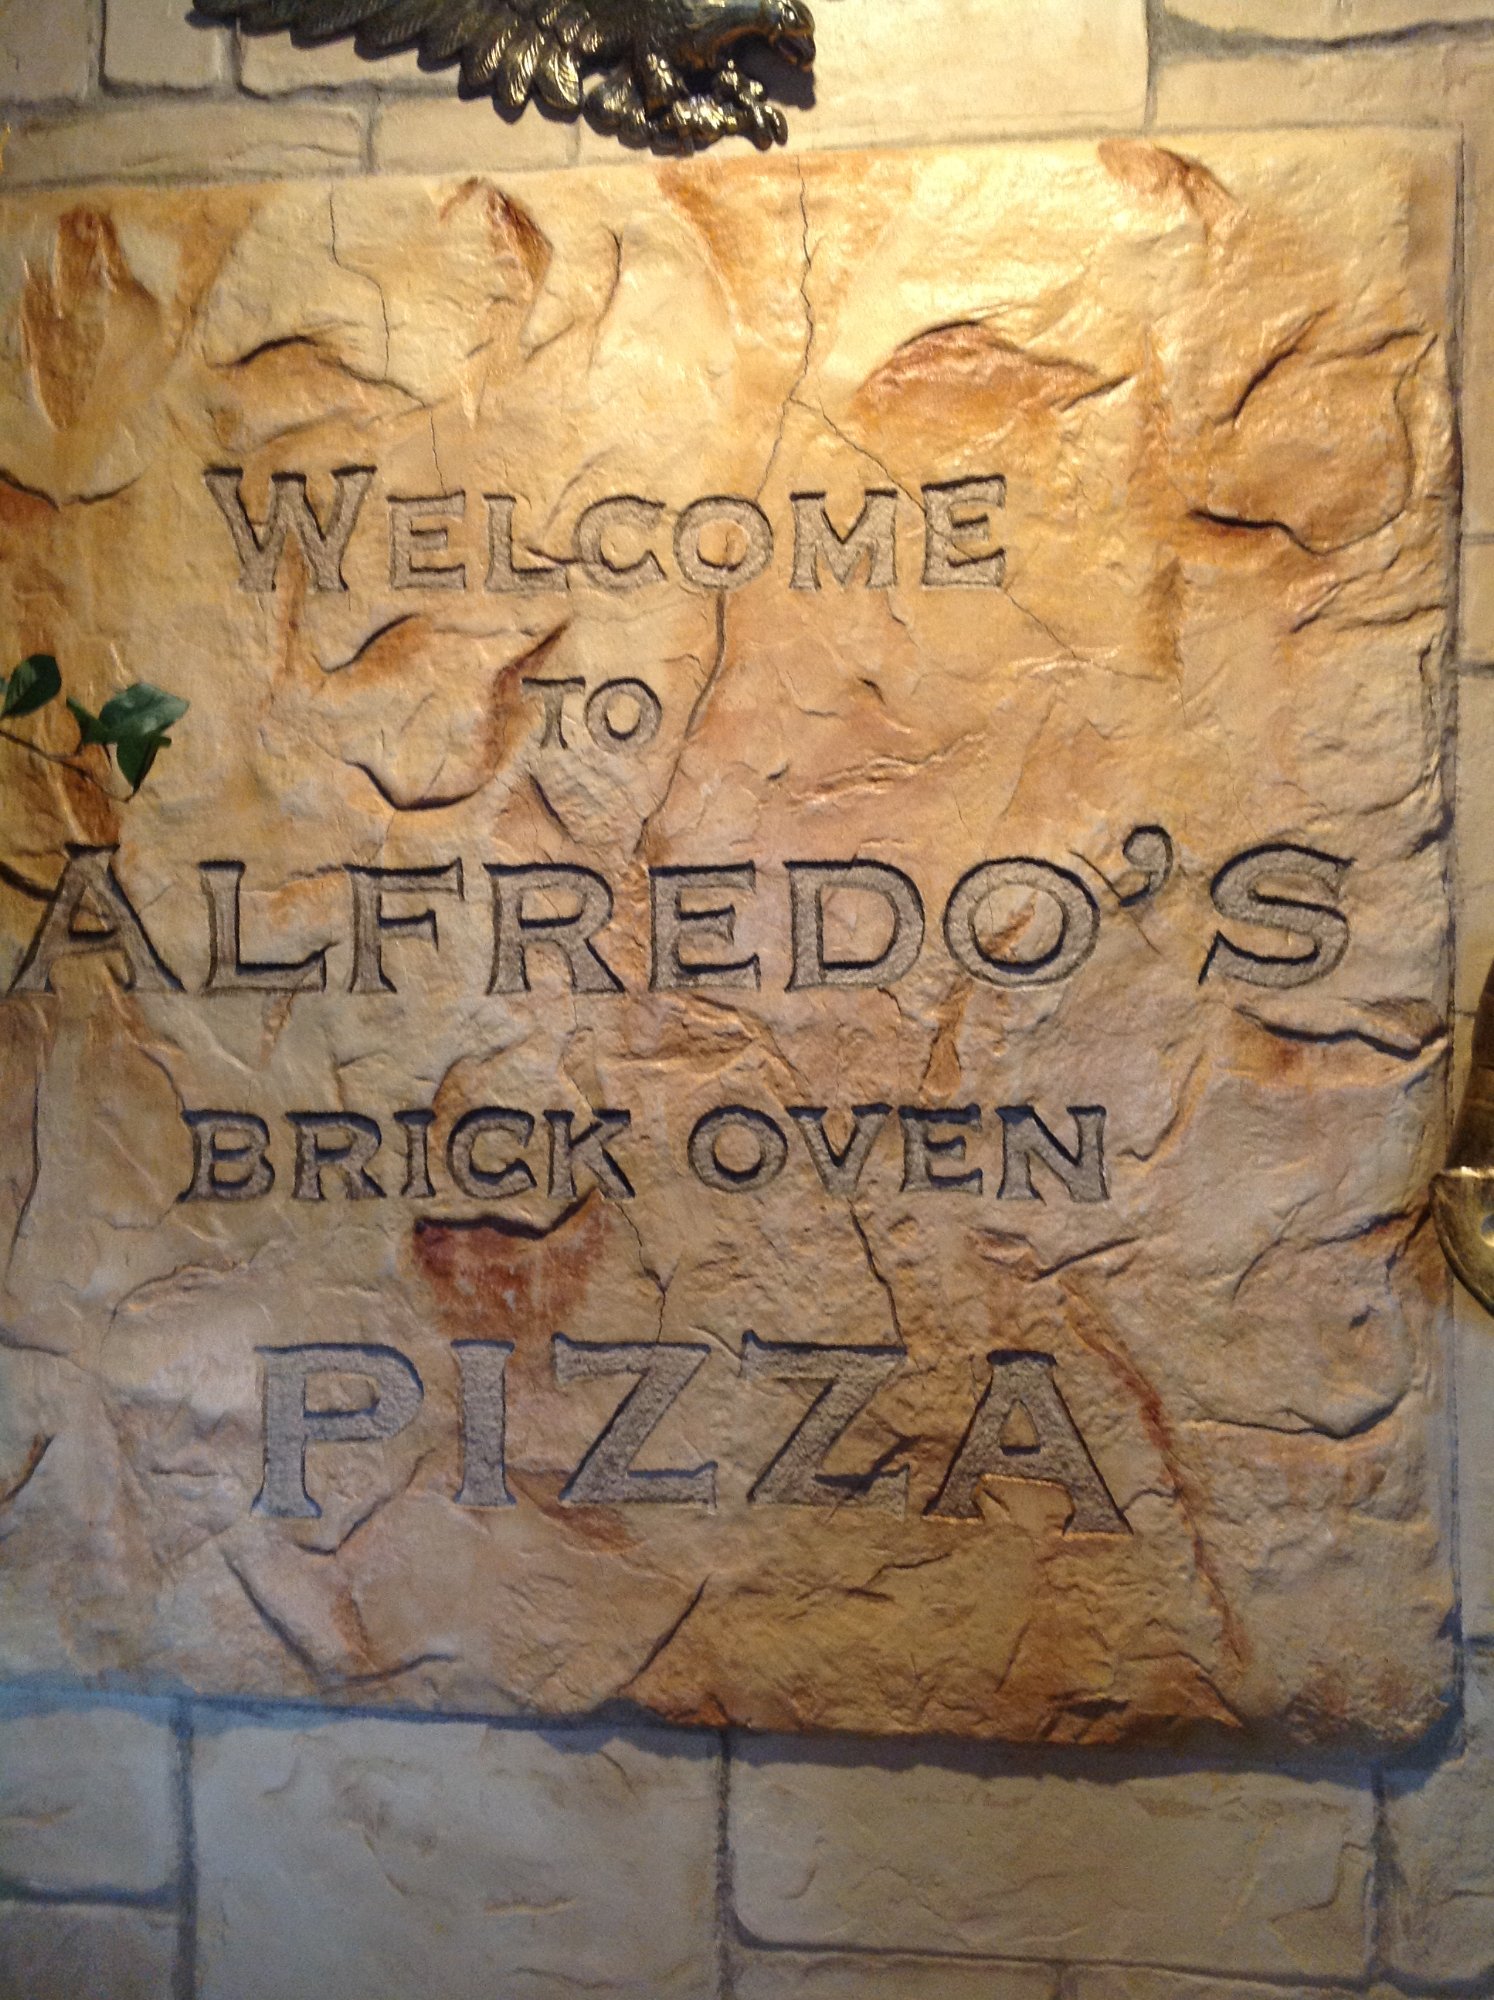 WELCOME
TO
ALFREDO'S
BRICK OVEN
PIZZA